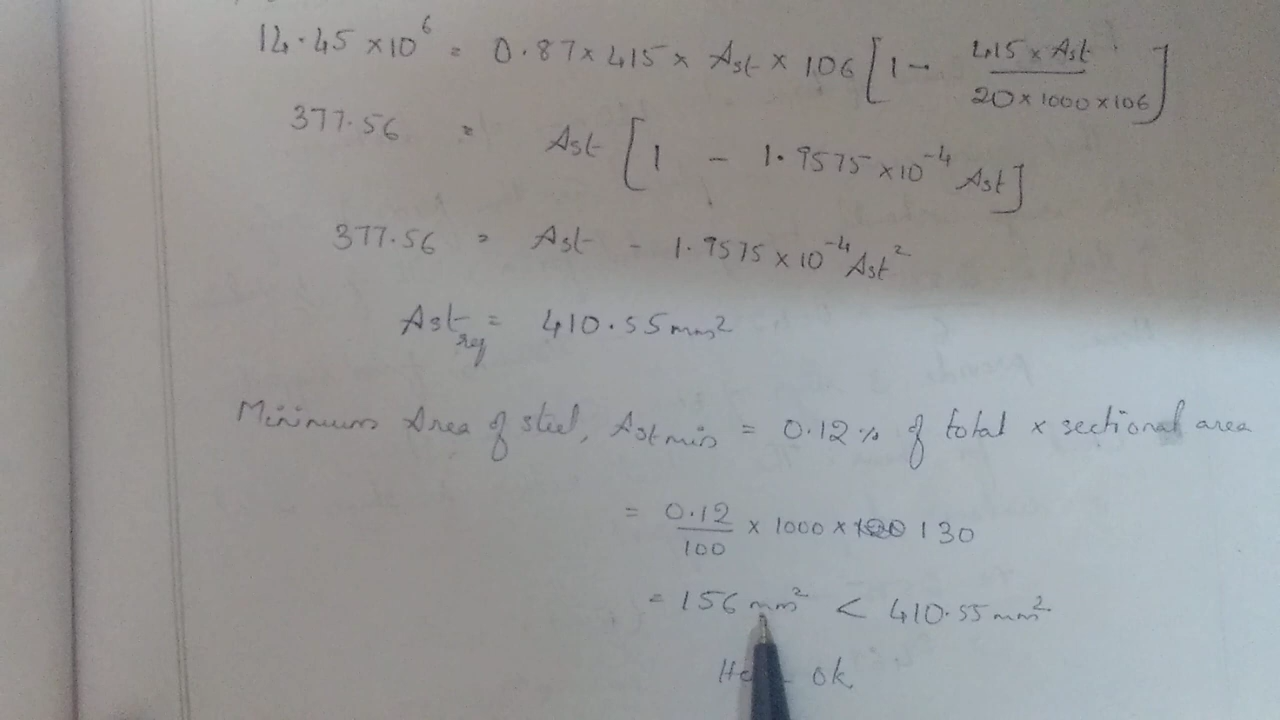 14.45 × 10⁶ = 0.87 × 415 × Ast × 106 [1 - 415 × Ast / 20 × 1000 × 106]
377.56 = Ast [1 - 1.9575 × 10⁻⁴ Ast]
377.56 = Ast - 1.9575 × 10⁻⁴ Ast²
Ast req = 410.55 mm²
Minimum Area of steel, Ast min = 0.12 % of total x sectional area
= 0.12 / 100 × 1000 × 130
= 156 mm² < 410.55 mm²
ok.